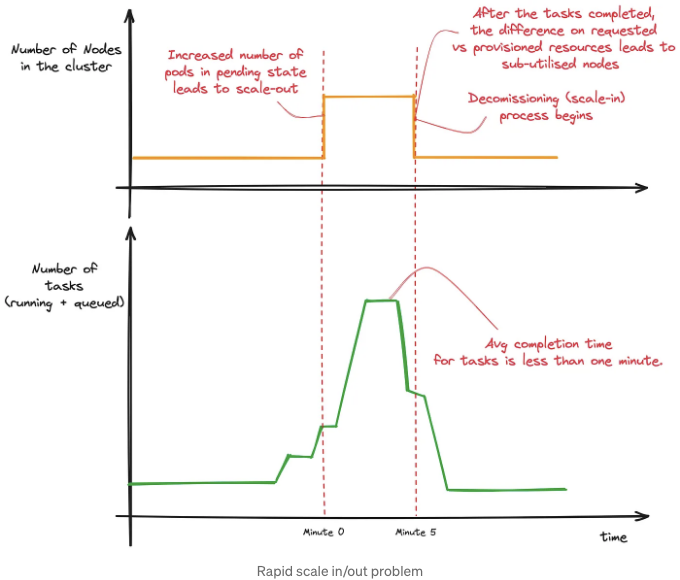 Number of Nodes
in the cluster
Increased number of
pods in pending state
leads to scale-out
After the tasks completed,
the difference on requested
vs provisioned resources leads to
sub-utilised nodes
Decomissioning (scale-in)
process begins
Number of
tasks
(running + queued)
Avg completion time
for tasks is less than one minute.
Minute 0
Minute 5
time
Rapid scale in/out problem